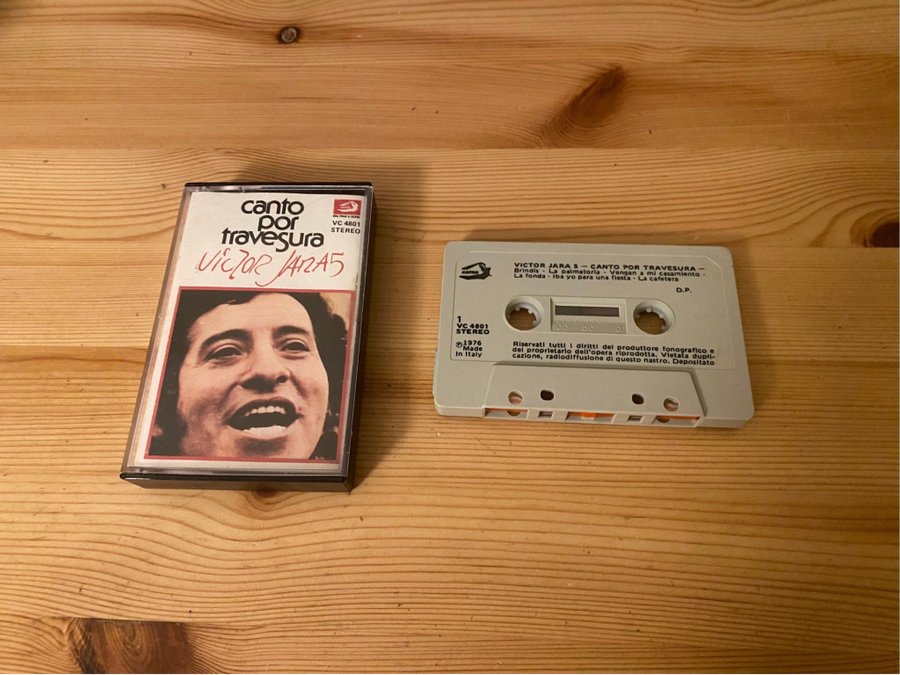 canto
por
travesura
VC 4801
STEREO
VICTOR JARA 5
VICTOR JARA 5 — CANTO POR TRAVESURA —
Brindis - La palmatoria - Vengan a mi casamiento -
La fonda - Iba yo para una fiesta - La cafetera
D.P.
1
VC 4801
STEREO
Ⓟ 1976
Made
In Italy
100 50 0
Riservati tutti i diritti del produttore fonografico e
del proprietario dell'opera riprodotta. Vietata dupli-
cazione, radiodiffusione di questo nastro. Depositato